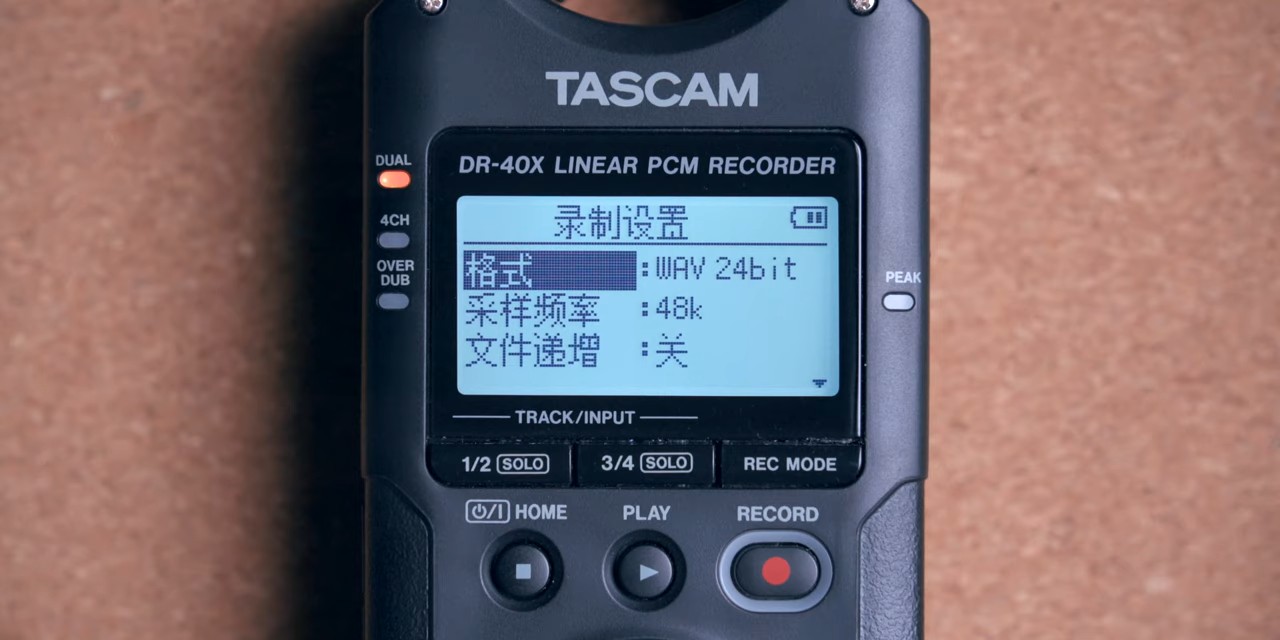 TASCAM
DR-40X LINEAR PCM RECORDER
DUAL
4CH
OVER
DUB
PEAK
录制设置
格式 :WAV 24bit
采样频率 :48k
文件递增 :关
TRACK/INPUT
1/2 SOLO 3/4 SOLO REC MODE
⏻/I HOME PLAY RECORD